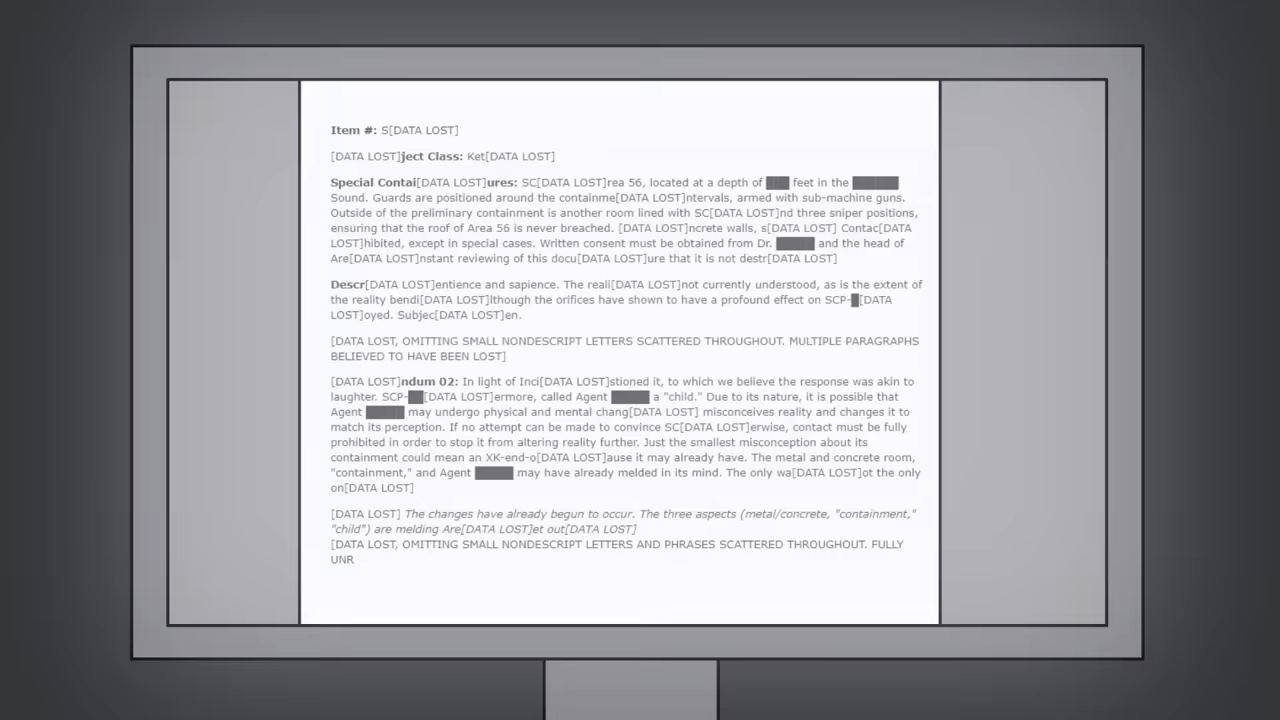 Item #: S[DATA LOST]
[DATA LOST]ject Class: Ket[DATA LOST]
Special Contai[DATA LOST]ures: SC[DATA LOST]rea 56, located at a depth of ███ feet in the ██████
Sound. Guards are positioned around the containme[DATA LOST]ntervals, armed with sub-machine guns.
Outside of the preliminary containment is another room lined with SC[DATA LOST]nd three sniper positions,
ensuring that the roof of Area 56 is never breached. [DATA LOST]ncrete walls, s[DATA LOST] Contac[DATA
LOST]hibited, except in special cases. Written consent must be obtained from Dr. █████ and the head of
Are[DATA LOST]nstant reviewing of this docu[DATA LOST]ure that it is not destr[DATA LOST]
Descr[DATA LOST]entience and sapience. The reali[DATA LOST]not currently understood, as is the extent of
the reality bendi[DATA LOST]lthough the orifices have shown to have a profound effect on SCP-█[DATA
LOST]oyed. Subjec[DATA LOST]en.
[DATA LOST, OMITTING SMALL NONDESCRIPT LETTERS SCATTERED THROUGHOUT. MULTIPLE PARAGRAPHS
BELIEVED TO HAVE BEEN LOST]
[DATA LOST]ndum 02: In light of Inci[DATA LOST]stioned it, to which we believe the response was akin to
laughter. SCP-██[DATA LOST]ermore, called Agent █████ a "child." Due to its nature, it is possible that
Agent █████ may undergo physical and mental chang[DATA LOST] misconceives reality and changes it to
match its perception. If no attempt can be made to convince SC[DATA LOST]erwise, contact must be fully
prohibited in order to stop it from altering reality further. Just the smallest misconception about its
containment could mean an XK-end-o[DATA LOST]ause it may already have. The metal and concrete room,
"containment," and Agent █████ may have already melded in its mind. The only wa[DATA LOST]ot the only
on[DATA LOST]
[DATA LOST] The changes have already begun to occur. The three aspects (metal/concrete, "containment,"
"child") are melding Are[DATA LOST]et out[DATA LOST]
[DATA LOST, OMITTING SMALL NONDESCRIPT LETTERS AND PHRASES SCATTERED THROUGHOUT. FULLY
UNR